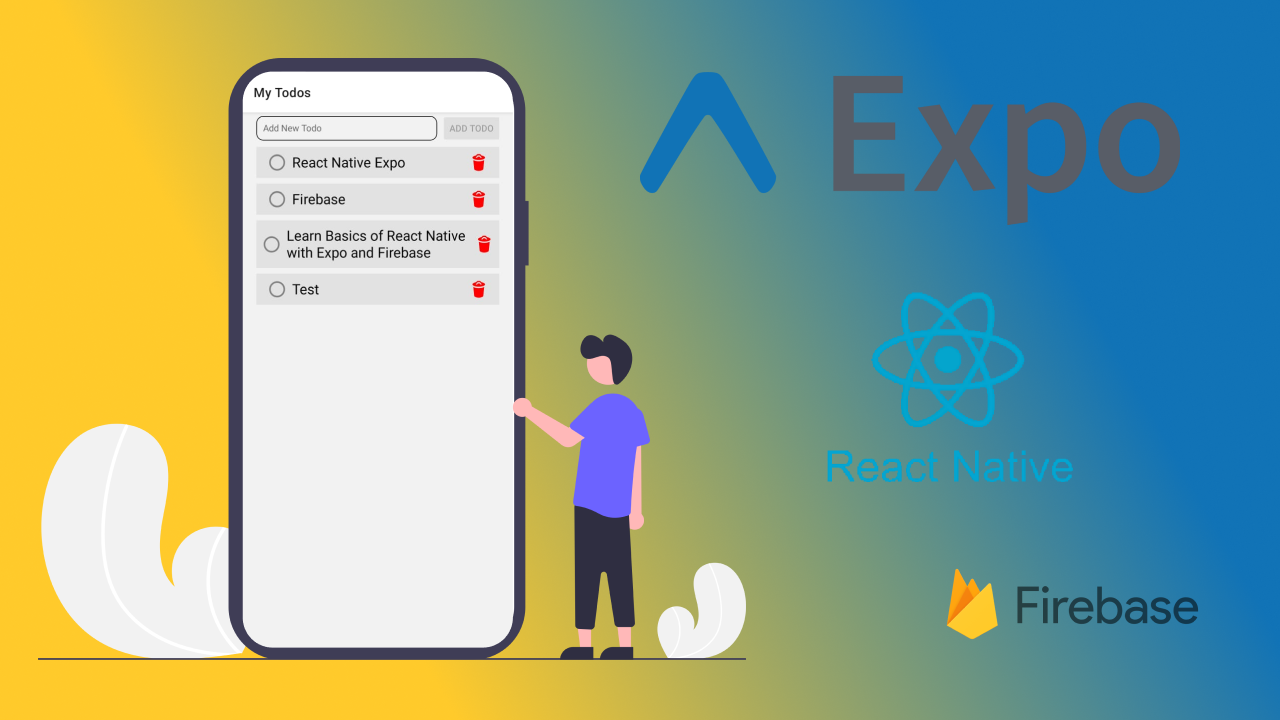 My Todos
Add New Todo
ADD TODO
React Native Expo
Firebase
Learn Basics of React Native
with Expo and Firebase
Test
Expo
React Native
Firebase